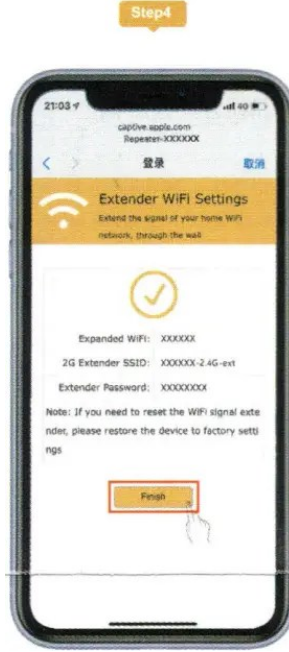 Step4
21:03
4G
captive.apple.com
Repeater-XXXXXX
登录
取消
Extender WiFi Settings
Extend the signal of your home WiFi
network, through the wall
Expanded WiFi: XXXXXX
2G Extender SSID: XXXXXX-2.4G-ext
Extender Password: XXXXXXXX
Note: If you need to reset the WiFi signal exte
nder, please restore the device to factory setti
ngs
Finish